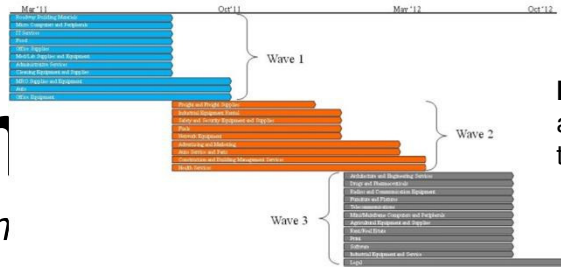 Mar'11 Oct'11 May'12 Oct'12
Roadway Building Materials
Micro Computers and Peripherals
IT Services
Food
Office Supplies
Med/Lab Supplies and Equipment
Administrative Services
Cleaning Equipment and Supplies
MRO Supplies and Equipment
Auto
Office Equipment
Wave 1
Freight and Freight Supplies
Industrial Equipment Rental
Safety and Security Equipment and Supplies
Fuels
Network Equipment
Advertising and Marketing
Auto Service and Parts
Construction and Building Management Services
Health Services
Wave 2
Architecture and Engineering Services
Drugs and Pharmaceuticals
Radios and Communication Equipment
Furniture and Fixtures
Telecommunications
Mini/Mainframe Computers and Peripherals
Agricultural Equipment and Supplies
Rent/Real Estate
Print
Software
Industrial Equipment and Service
Legal
Wave 3